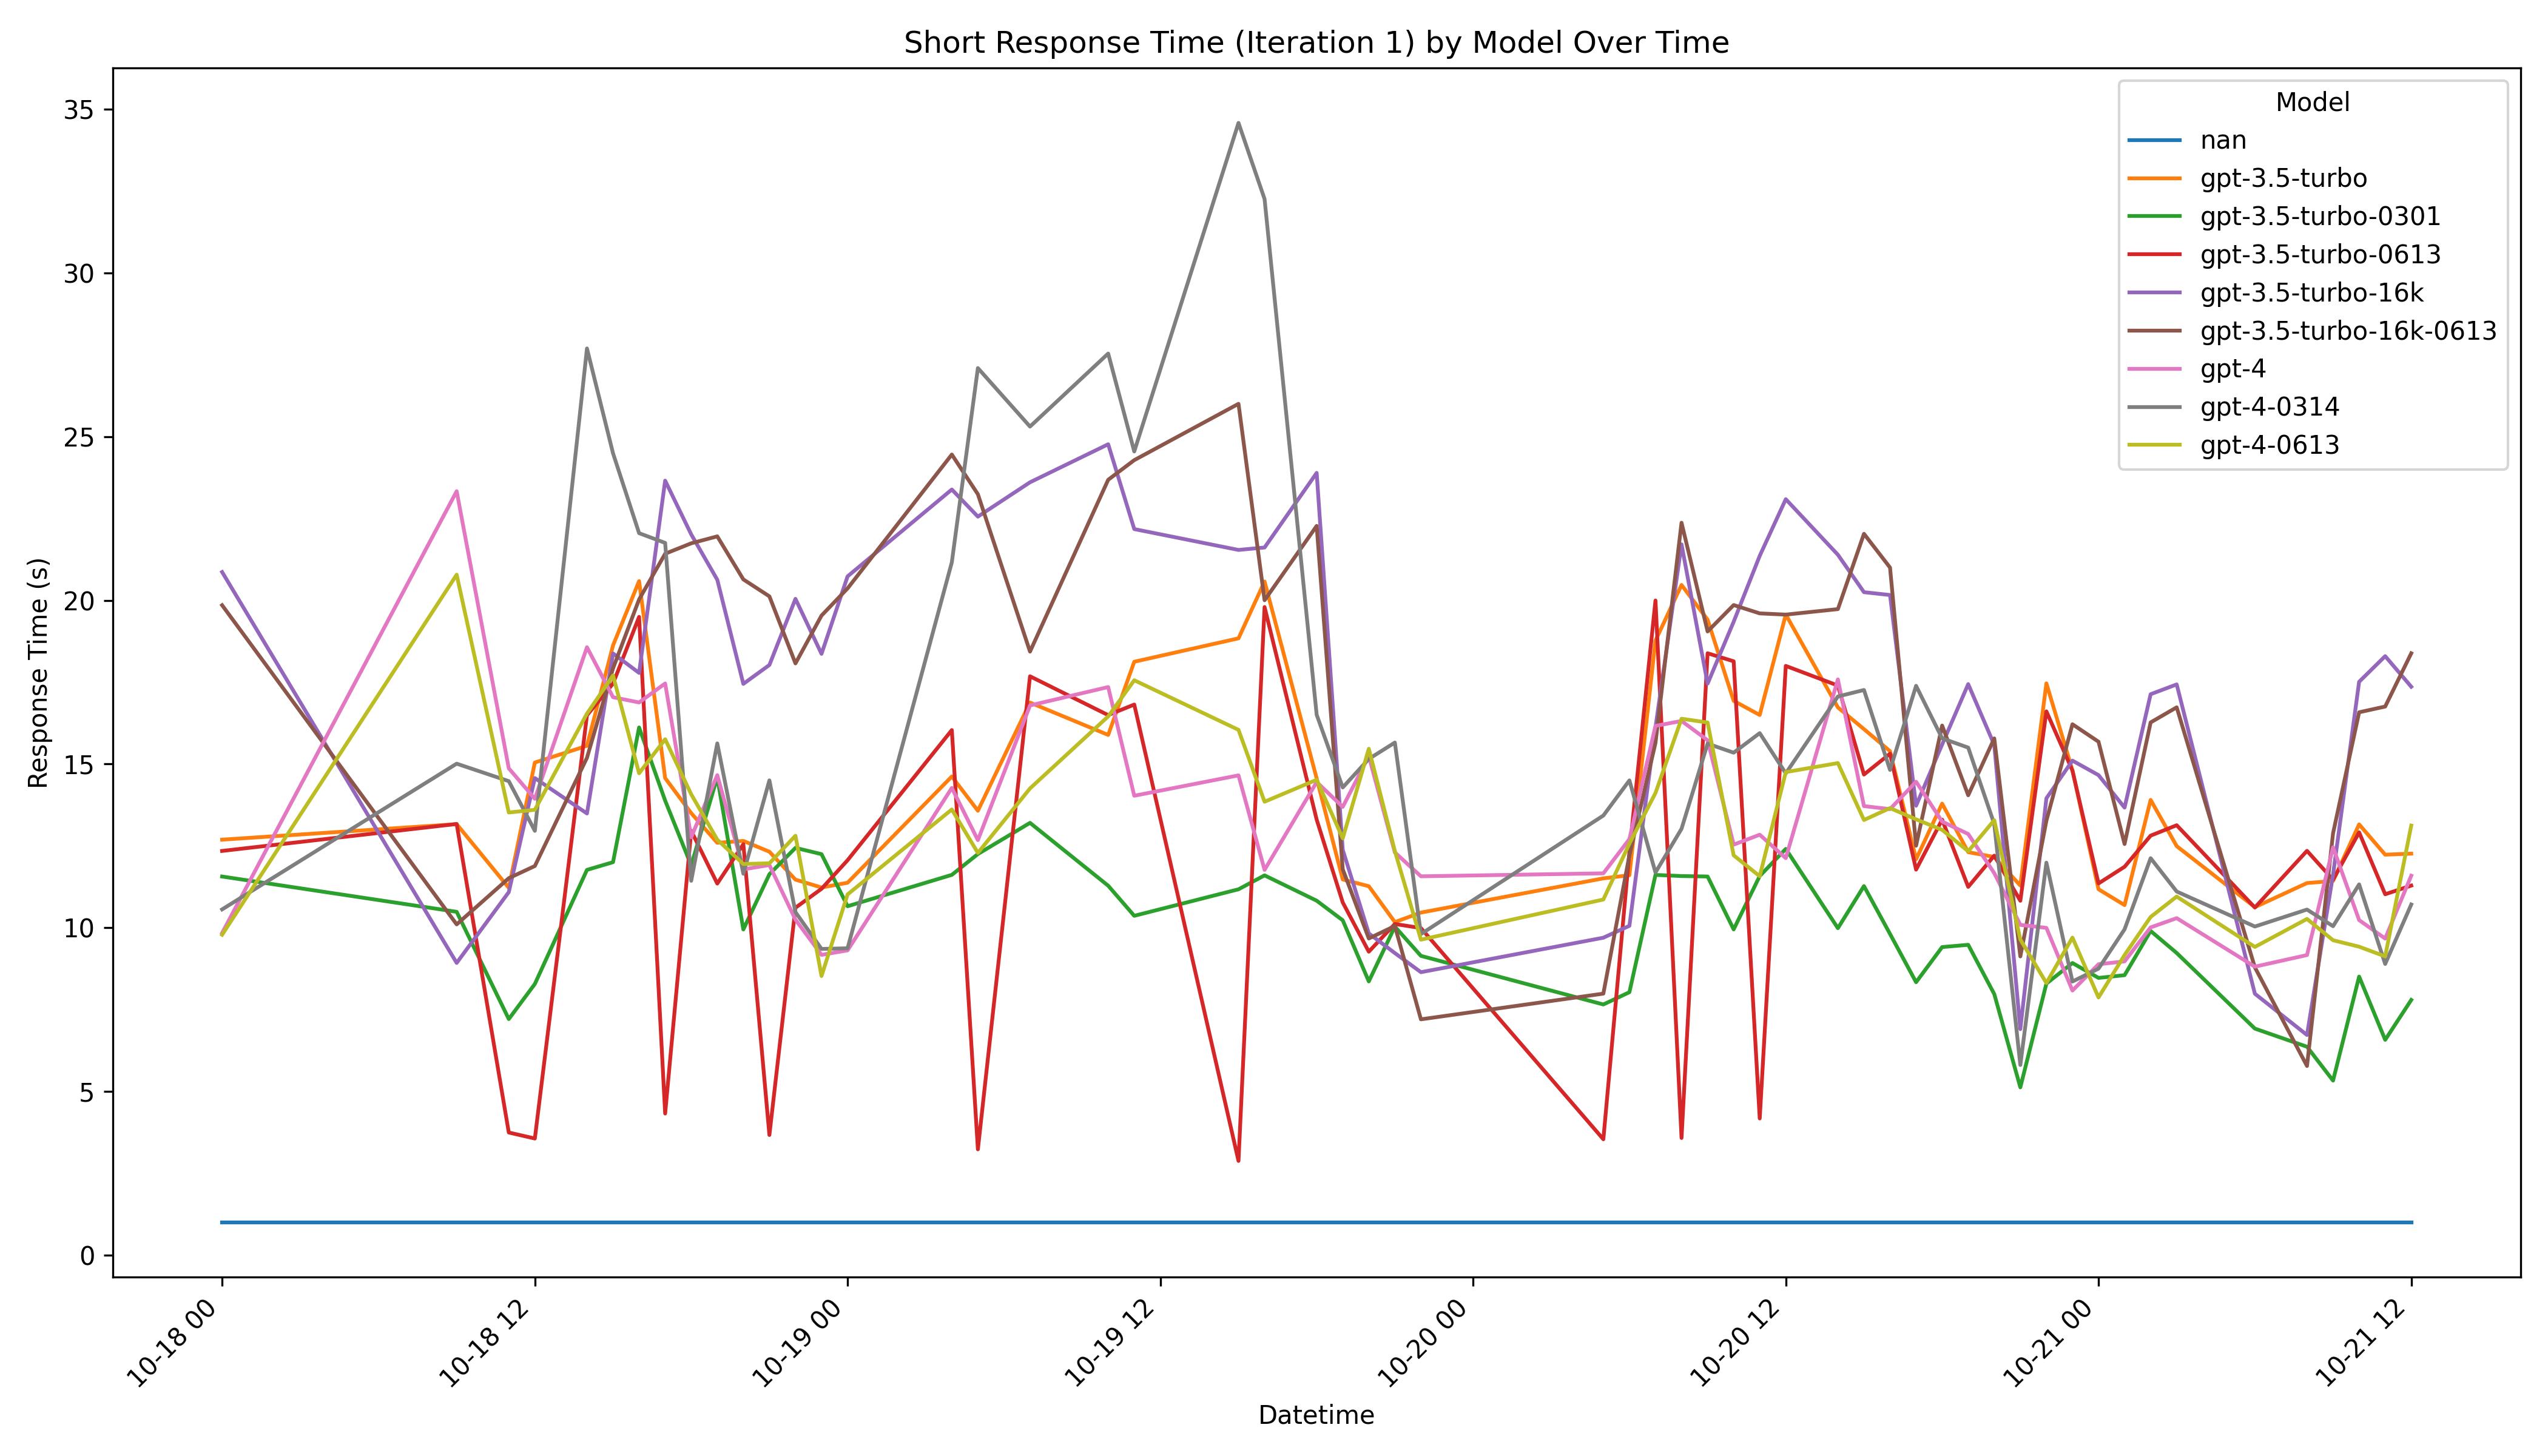 Short Response Time (Iteration 1) by Model Over Time
Model
nan
gpt-3.5-turbo
gpt-3.5-turbo-0301
gpt-3.5-turbo-0613
gpt-3.5-turbo-16k
gpt-3.5-turbo-16k-0613
gpt-4
gpt-4-0314
gpt-4-0613
Response Time (s)
35
30
25
20
15
10
5
0
10-18 00
10-18 12
10-19 00
10-19 12
10-20 00
10-20 12
10-21 00
10-21 12
Datetime